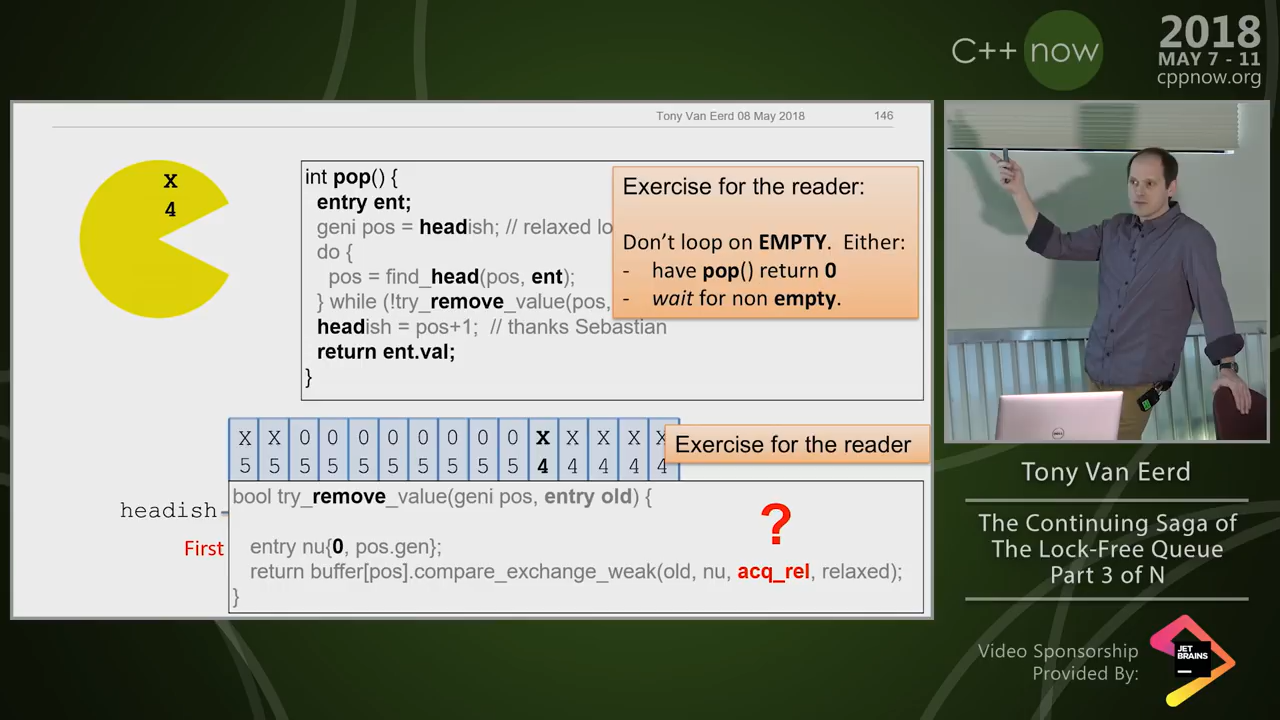 C++ now
2018
MAY 7 - 11
cppnow.org
Tony Van Eerd 08 May 2018 146
X
4
int pop() {
entry ent;
geni pos = headish; // relaxed lo
do {
pos = find_head(pos, ent);
} while (!try_remove_value(pos,
headish = pos+1; // thanks Sebastian
return ent.val;
}
Exercise for the reader:
Don't loop on EMPTY. Either:
- have pop() return 0
- wait for non empty.
X X 0 0 0 0 0 0 0 0 X X X X X
5 5 5 5 5 5 5 5 5 5 4 4 4 4 4
Exercise for the reader
headish
First
bool try_remove_value(geni pos, entry old) {
?
entry nu{0, pos.gen};
return buffer[pos].compare_exchange_weak(old, nu, acq_rel, relaxed);
}
Tony Van Eerd
The Continuing Saga of
The Lock-Free Queue
Part 3 of N
Video Sponsorship
Provided By:
JET
BRAINS